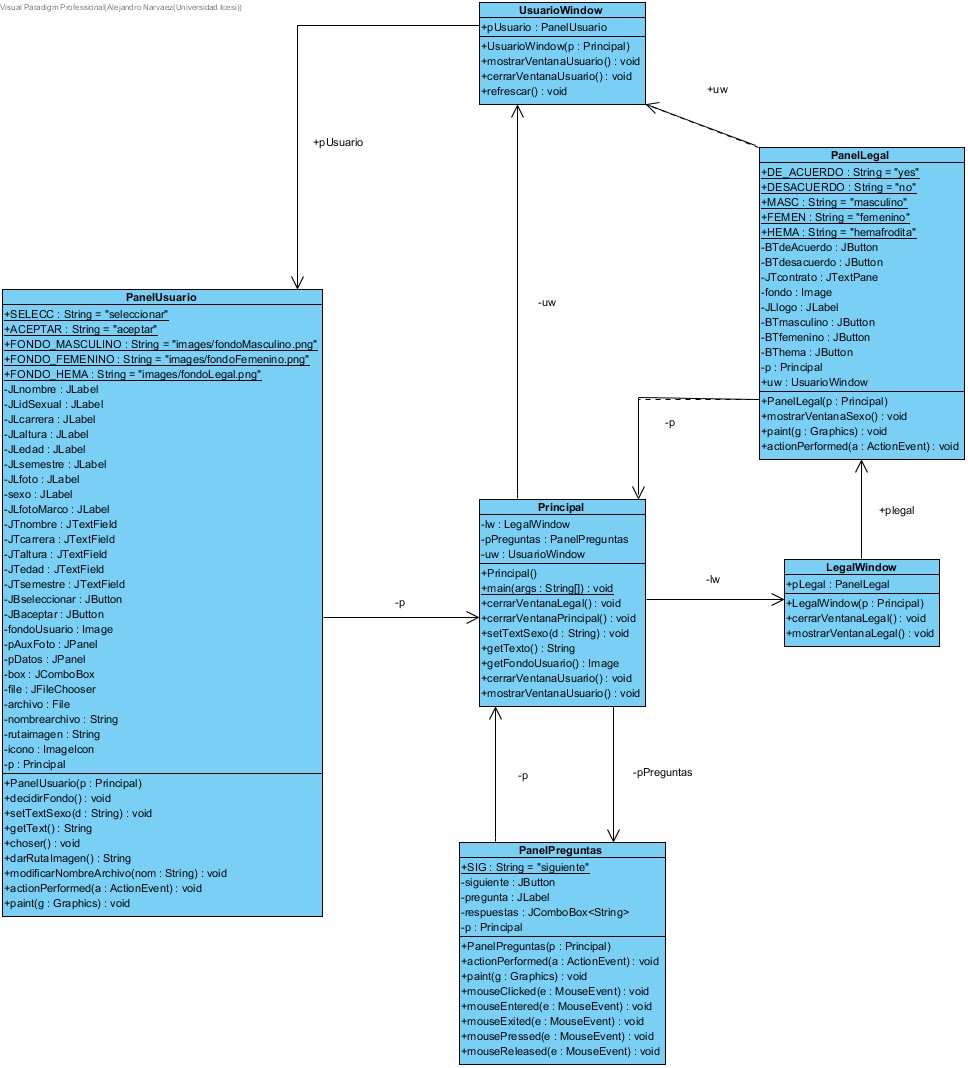 Visual Paradigm Professional(Alejandro Narvaez(Universidad Icesi))
UsuarioWindow
+pUsuario : PanelUsuario
+UsuarioWindow(p : Principal)
+mostrarVentanaUsuario() : void
+cerrarVentanaUsuario() : void
+refrescar() : void
+uw
+pUsuario
PanelLegal
+DE_ACUERDO : String = "yes"
+DESACUERDO : String = "no"
+MASC : String = "masculino"
+FEMEN : String = "femenino"
+HEMA : String = "hemafrodita"
-BTdeAcuerdo : JButton
-BTdesacuerdo : JButton
-JTcontrato : JTextPane
-fondo : Image
-JLlogo : JLabel
-BTmasculino : JButton
-BTfemenino : JButton
-BThema : JButton
-p : Principal
+uw : UsuarioWindow
+PanelLegal(p : Principal)
+mostrarVentanaSexo() : void
+paint(g : Graphics) : void
+actionPerformed(a : ActionEvent) : void
-uw
-p
+plegal
PanelUsuario
+SELECC : String = "seleccionar"
+ACEPTAR : String = "aceptar"
+FONDO_MASCULINO : String = "images/fondoMasculino.png"
+FONDO_FEMENINO : String = "images/fondoFemenino.png"
+FONDO_HEMA : String = "images/fondoLegal.png"
-JLnombre : JLabel
-JLidSexual : JLabel
-JLcarrera : JLabel
-JLaltura : JLabel
-JLedad : JLabel
-JLsemestre : JLabel
-JLfoto : JLabel
-sexo : JLabel
-JLfotoMarco : JLabel
-JTnombre : JTextField
-JTcarrera : JTextField
-JTaltura : JTextField
-JTedad : JTextField
-JTsemestre : JTextField
-JBseleccionar : JButton
-JBaceptar : JButton
-fondoUsuario : Image
-pAuxFoto : JPanel
-pDatos : JPanel
-box : JComboBox
-file : JFileChooser
-archivo : File
-nombrearchivo : String
-rutaimagen : String
-icono : ImageIcon
-p : Principal
+PanelUsuario(p : Principal)
+decidirFondo() : void
+setTextSexo(d : String) : void
+getText() : String
+choser() : void
+darRutaImagen() : String
+modificarNombreArchivo(nom : String) : void
+actionPerformed(a : ActionEvent) : void
+paint(g : Graphics) : void
-p
Principal
-lw : LegalWindow
-pPreguntas : PanelPreguntas
-uw : UsuarioWindow
+Principal()
+main(args : String[]) : void
+cerrarVentanaLegal() : void
+cerrarVentanaPrincipal() : void
+setTextSexo(d : String) : void
+getTexto() : String
+getFondoUsuario() : Image
+cerrarVentanaUsuario() : void
+mostrarVentanaUsuario() : void
-lw
LegalWindow
+pLegal : PanelLegal
+LegalWindow(p : Principal)
+cerrarVentanaLegal() : void
+mostrarVentanaLegal() : void
-p
-pPreguntas
PanelPreguntas
+SIG : String = "siguiente"
-siguiente : JButton
-pregunta : JLabel
-respuestas : JComboBox<String>
-p : Principal
+PanelPreguntas(p : Principal)
+actionPerformed(a : ActionEvent) : void
+paint(g : Graphics) : void
+mouseClicked(e : MouseEvent) : void
+mouseEntered(e : MouseEvent) : void
+mouseExited(e : MouseEvent) : void
+mousePressed(e : MouseEvent) : void
+mouseReleased(e : MouseEvent) : void